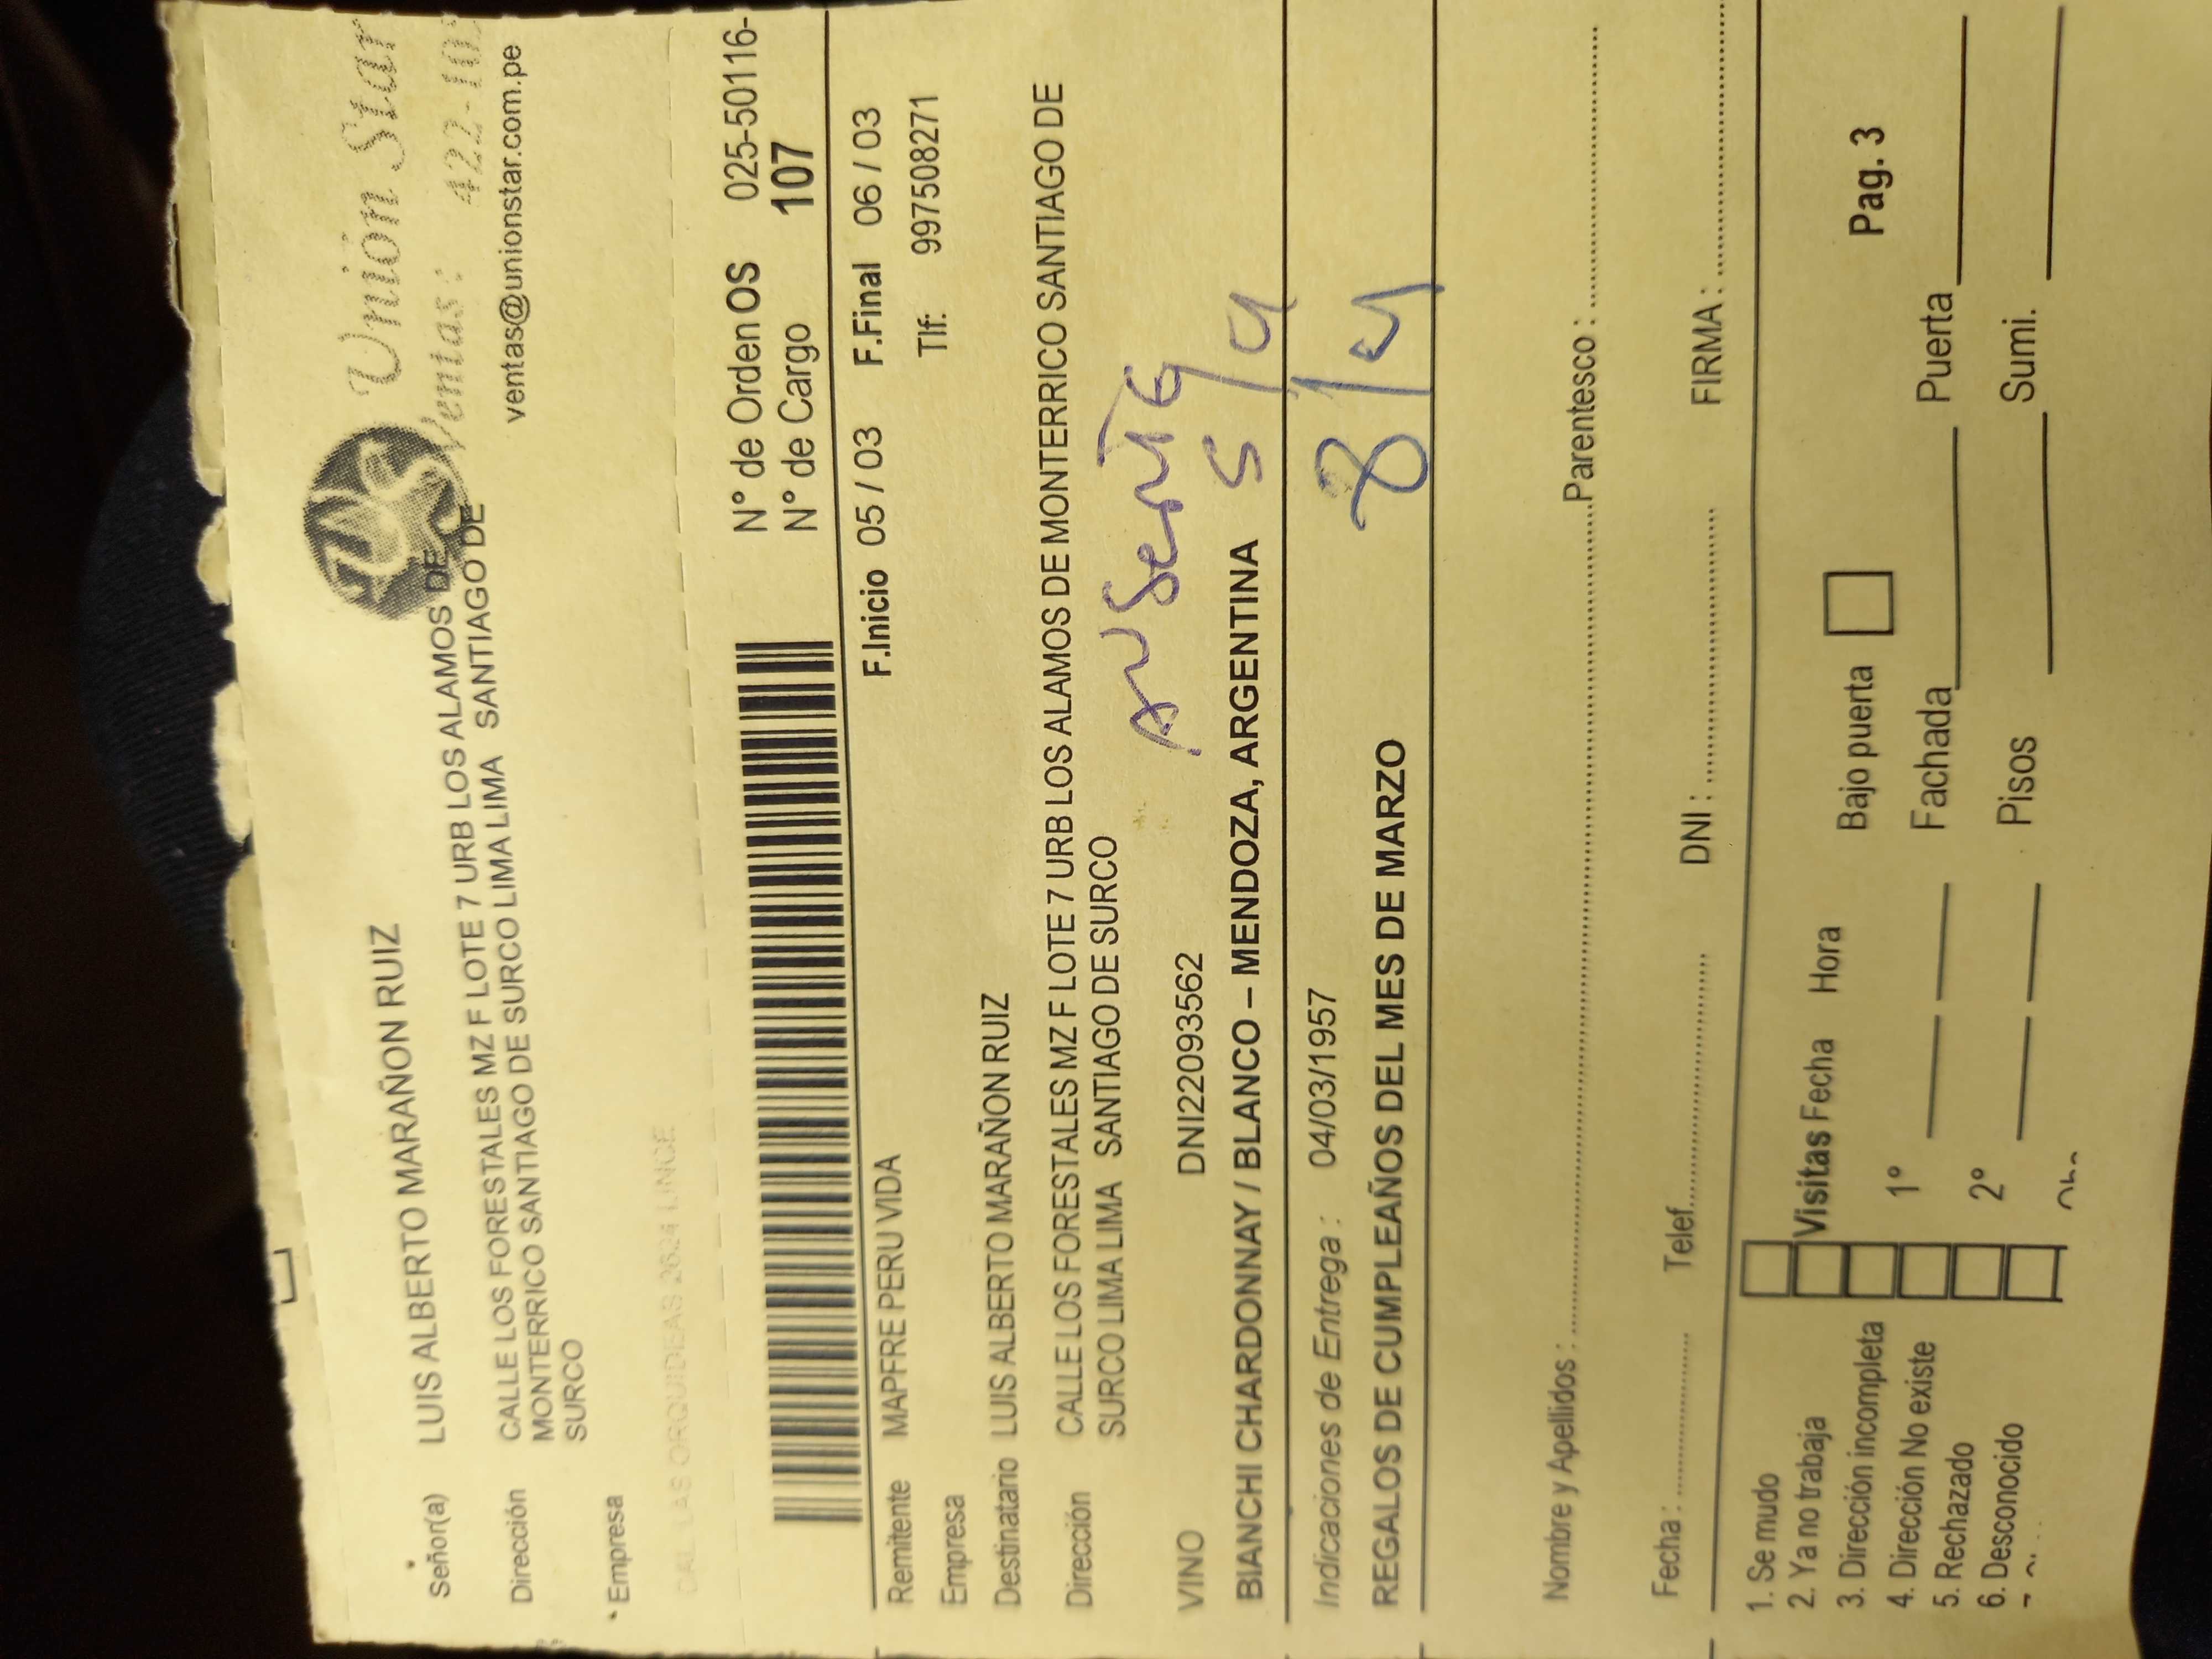 Union Star
Ventas: 422-10
ventas@unionstar.com.pe
Señor(a) LUIS ALBERTO MARAÑON RUIZ
Dirección CALLE LOS FORESTALES MZ F LOTE 7 URB LOS ALAMOS DE
MONTERRICO SANTIAGO DE SURCO LIMA LIMA SANTIAGO DE
SURCO
*Empresa
N° de Orden OS 025-50116-
N° de Cargo 107
F.Inicio 05 / 03 F.Final 06 / 03
Remitente MAPFRE PERU VIDA Tlf: 997508271
Empresa
Destinatario LUIS ALBERTO MARAÑON RUIZ
Dirección CALLE LOS FORESTALES MZ F LOTE 7 URB LOS ALAMOS DE MONTERRICO SANTIAGO DE
SURCO LIMA LIMA SANTIAGO DE SURCO
VINO DNI22093562
BIANCHI CHARDONNAY / BLANCO – MENDOZA, ARGENTINA
Indicaciones de Entrega : 04/03/1957
REGALOS DE CUMPLEAÑOS DEL MES DE MARZO
Nombre y Apellidos : Parentesco :
Fecha : Telef. DNI : FIRMA :
1. Se mudo
2. Ya no trabaja
3. Dirección incompleta
4. Dirección No existe
5. Rechazado
6. Desconocido
Visitas Fecha Hora Bajo puerta Pag. 3
1º Fachada Puerta
2º Pisos Sumi.